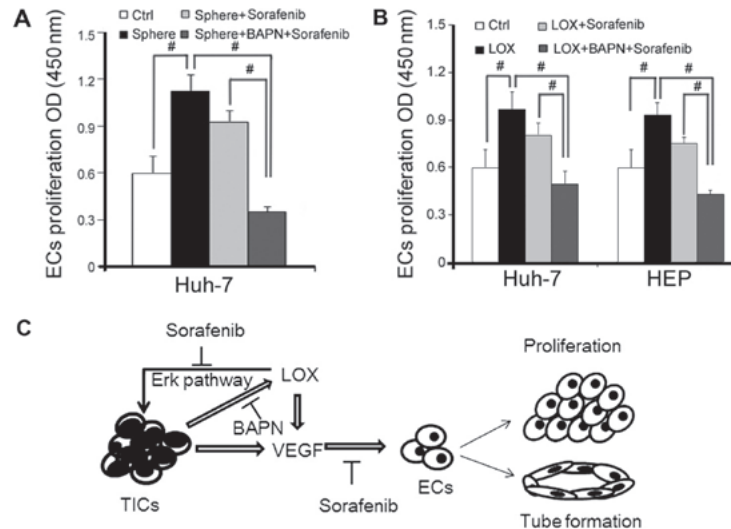 A
Ctrl
Sphere+Sorafenib
Sphere
Sphere+BAPN+Sorafenib
ECs proliferation OD (450 nm)
1.5
1.2
0.9
0.6
0.3
0
#
#
#
Huh-7
B
Ctrl
LOX+Sorafenib
LOX
LOX+BAPN+Sorafenib
ECs proliferation OD (450 nm)
1.5
1.2
0.9
0.6
0.3
0
#
#
#
#
#
#
Huh-7
HEP
C
Sorafenib
Erk pathway
LOX
BAPN
VEGF
TICs
Sorafenib
ECs
Proliferation
Tube formation